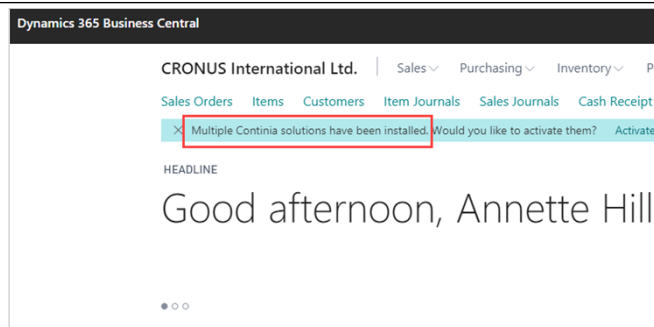 Dynamics 365 Business Central
CRONUS International Ltd. Sales Purchasing Inventory P
Sales Orders Items Customers Item Journals Sales Journals Cash Receipt
Multiple Continia solutions have been installed. Would you like to activate them? Activate
HEADLINE
Good afternoon, Annette Hill